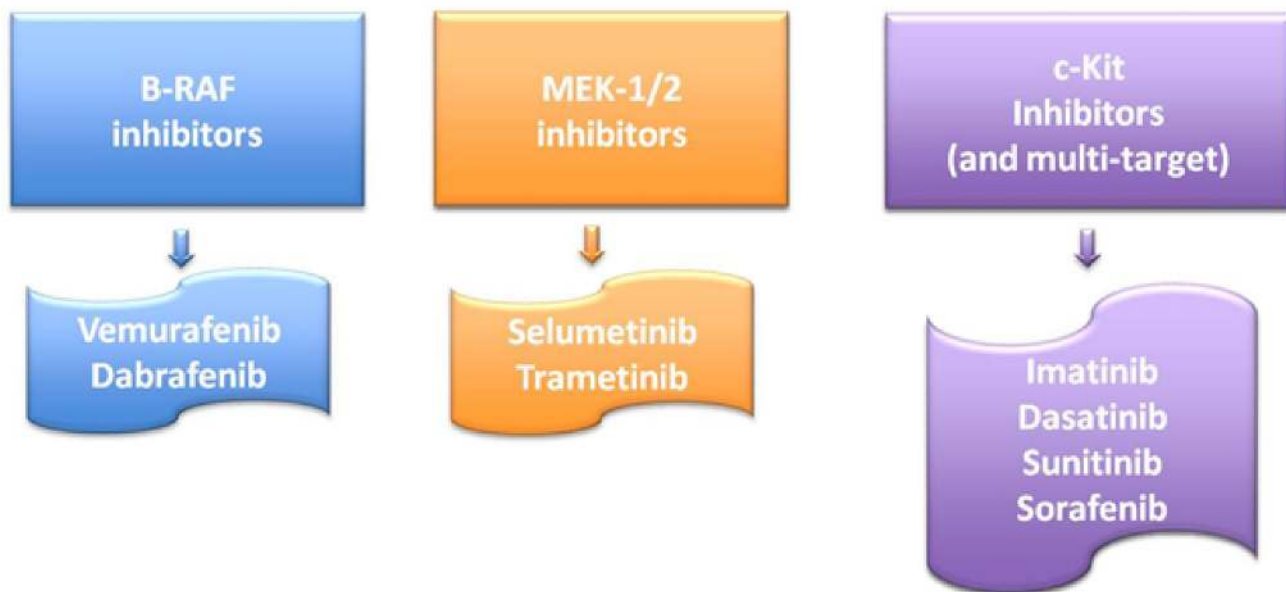 B-RAF
inhibitors
MEK-1/2
inhibitors
c-Kit
Inhibitors
(and multi-target)
Vemurafenib
Dabrafenib
Selumetinib
Trametinib
Imatinib
Dasatinib
Sunitinib
Sorafenib